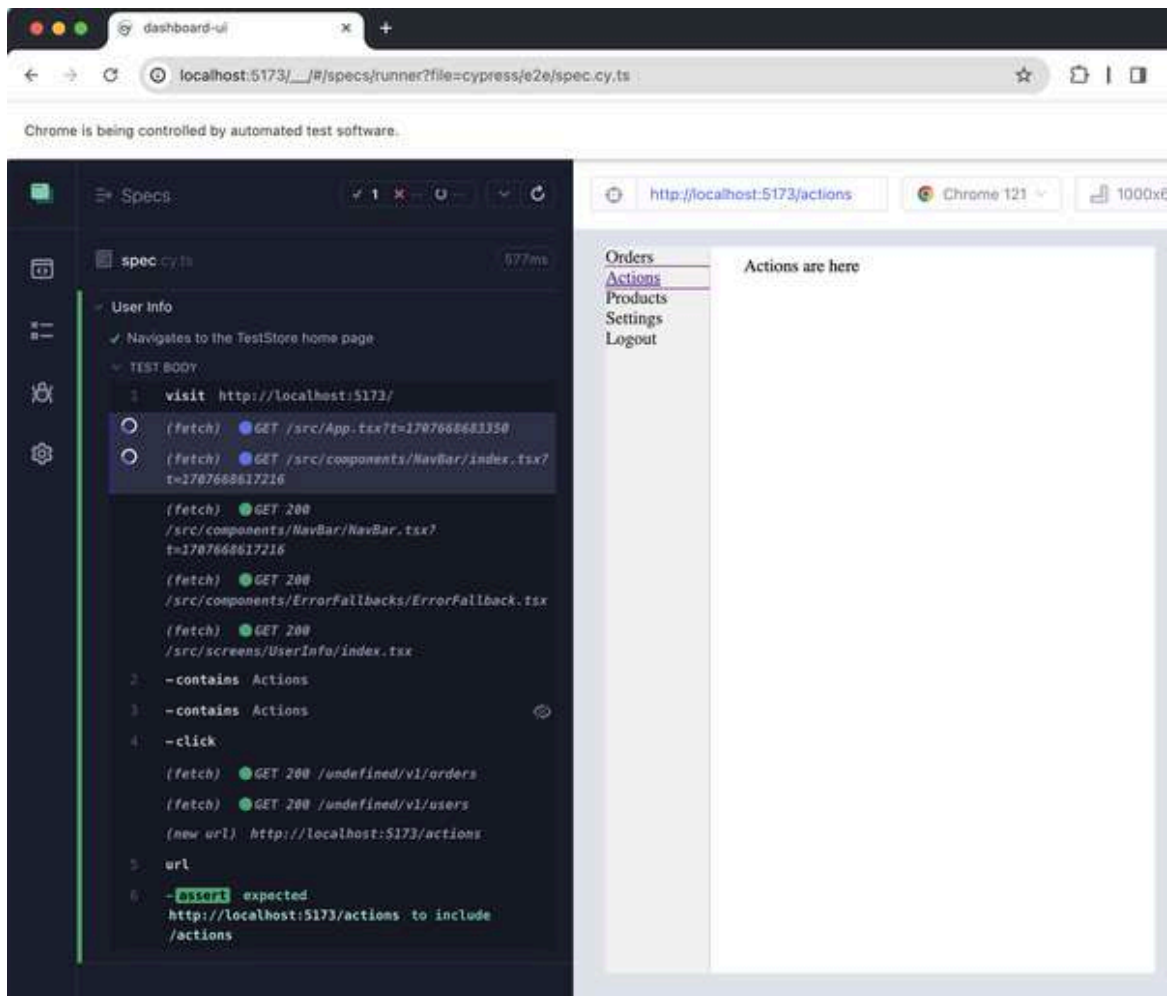 dashboard-ui
localhost:5173/__/#/specs/runner?file=cypress/e2e/spec.cy.ts
Chrome is being controlled by automated test software.
Specs
1
--
--
http://localhost:5173/actions
Chrome 121
1000x6
spec.cy.ts
577ms
User Info
Navigates to the TestStore home page
TEST BODY
1 visit http://localhost:5173/
(fetch) GET /src/App.tsx?t=1707668683350
(fetch) GET /src/components/NavBar/index.tsx?
t=1707668617216
(fetch) GET 200
/src/components/NavBar/NavBar.tsx?
t=1707668617216
(fetch) GET 200
/src/components/ErrorFallbacks/ErrorFallback.tsx
(fetch) GET 200
/src/screens/UserInfo/index.tsx
2 -contains Actions
3 -contains Actions
4 -click
(fetch) GET 200 /undefined/v1/orders
(fetch) GET 200 /undefined/v1/users
(new url) http://localhost:5173/actions
5 url
6 -assert expected
http://localhost:5173/actions to include
/actions
Orders
Actions
Products
Settings
Logout
Actions are here